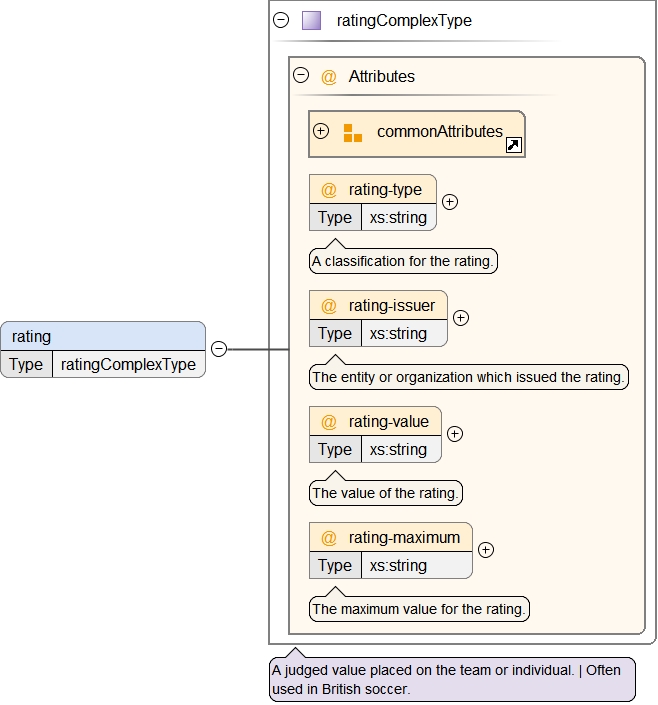 ratingComplexType
@ Attributes
commonAttributes
@ rating-type
Type xs:string
A classification for the rating.
@ rating-issuer
Type xs:string
The entity or organization which issued the rating.
rating
Type ratingComplexType
@ rating-value
Type xs:string
The value of the rating.
@ rating-maximum
Type xs:string
The maximum value for the rating.
A judged value placed on the team or individual. | Often
used in British soccer.